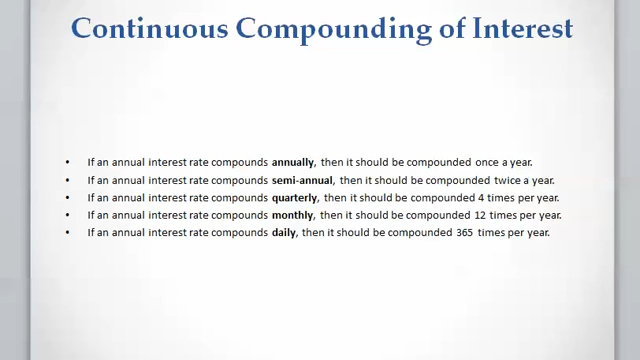 Continuous Compounding of Interest
• If an annual interest rate compounds annually, then it should be compounded once a year.
• If an annual interest rate compounds semi-annual, then it should be compounded twice a year.
• If an annual interest rate compounds quarterly, then it should be compounded 4 times per year.
• If an annual interest rate compounds monthly, then it should be compounded 12 times per year.
• If an annual interest rate compounds daily, then it should be compounded 365 times per year.